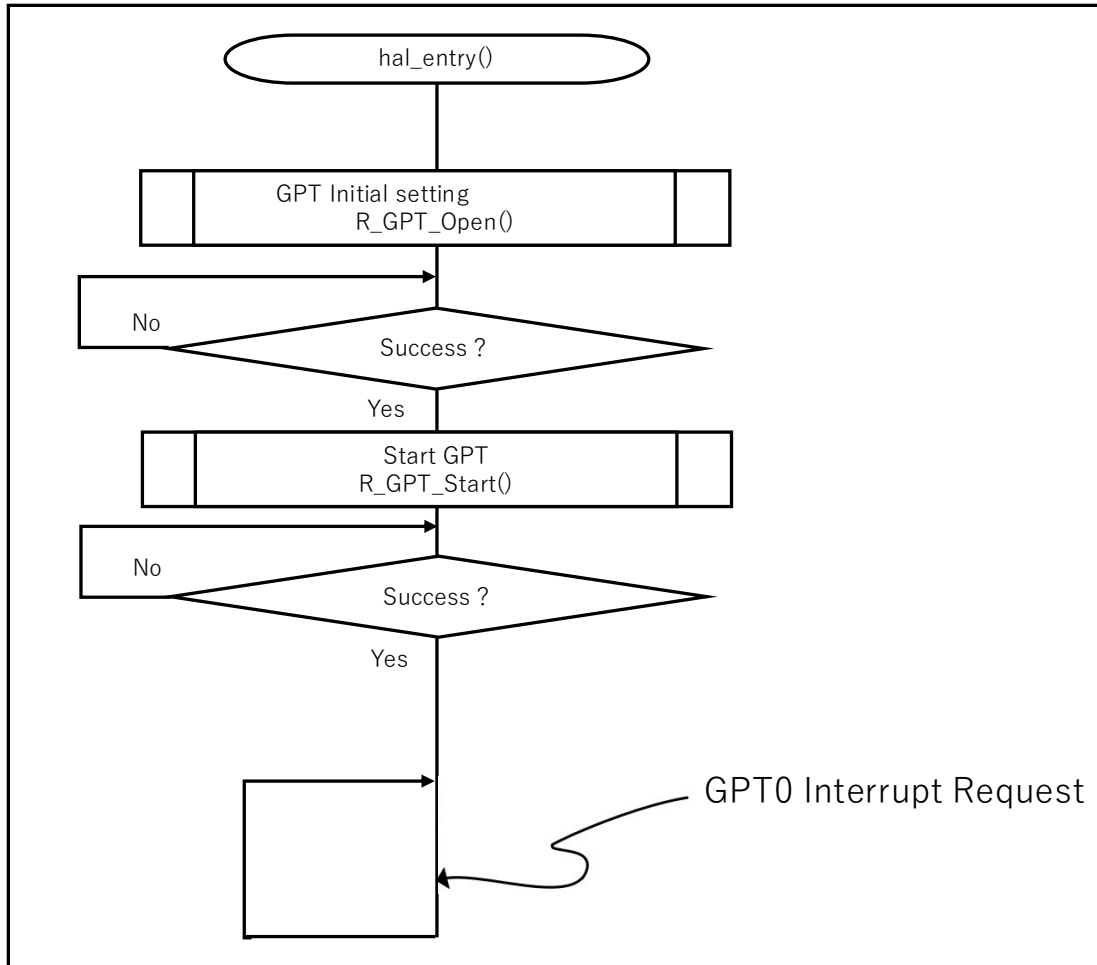 hal_entry()
GPT Initial setting
R_GPT_Open()
No
Success ?
Yes
Start GPT
R_GPT_Start()
No
Success ?
Yes
GPT0 Interrupt Request